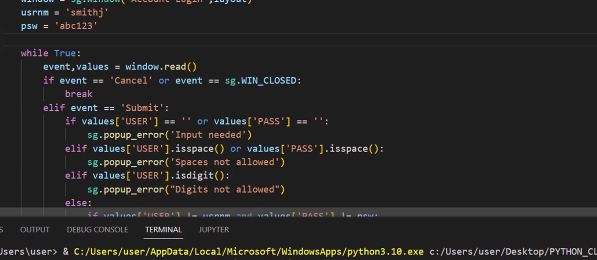 window = sg.window('Account Login',layout)
usrnm = 'smithj'
psw = 'abc123'
while True:
event,values = window.read()
if event == 'Cancel' or event == sg.WIN_CLOSED:
break
elif event == 'Submit':
if values['USER'] == '' or values['PASS'] == '':
sg.popup_error('Input needed')
elif values['USER'].isspace() or values['PASS'].isspace():
sg.popup_error('Spaces not allowed')
elif values['USER'].isdigit():
sg.popup_error("Digits not allowed")
else:
if values['USER'] != usrnm and values['PASS'] != psw:
S OUTPUT DEBUG CONSOLE TERMINAL JUPYTER
Users\user> & C:/Users/user/AppData/Local/Microsoft/WindowsApps/python3.10.exe c:/Users/user/Desktop/PYTHON_CL